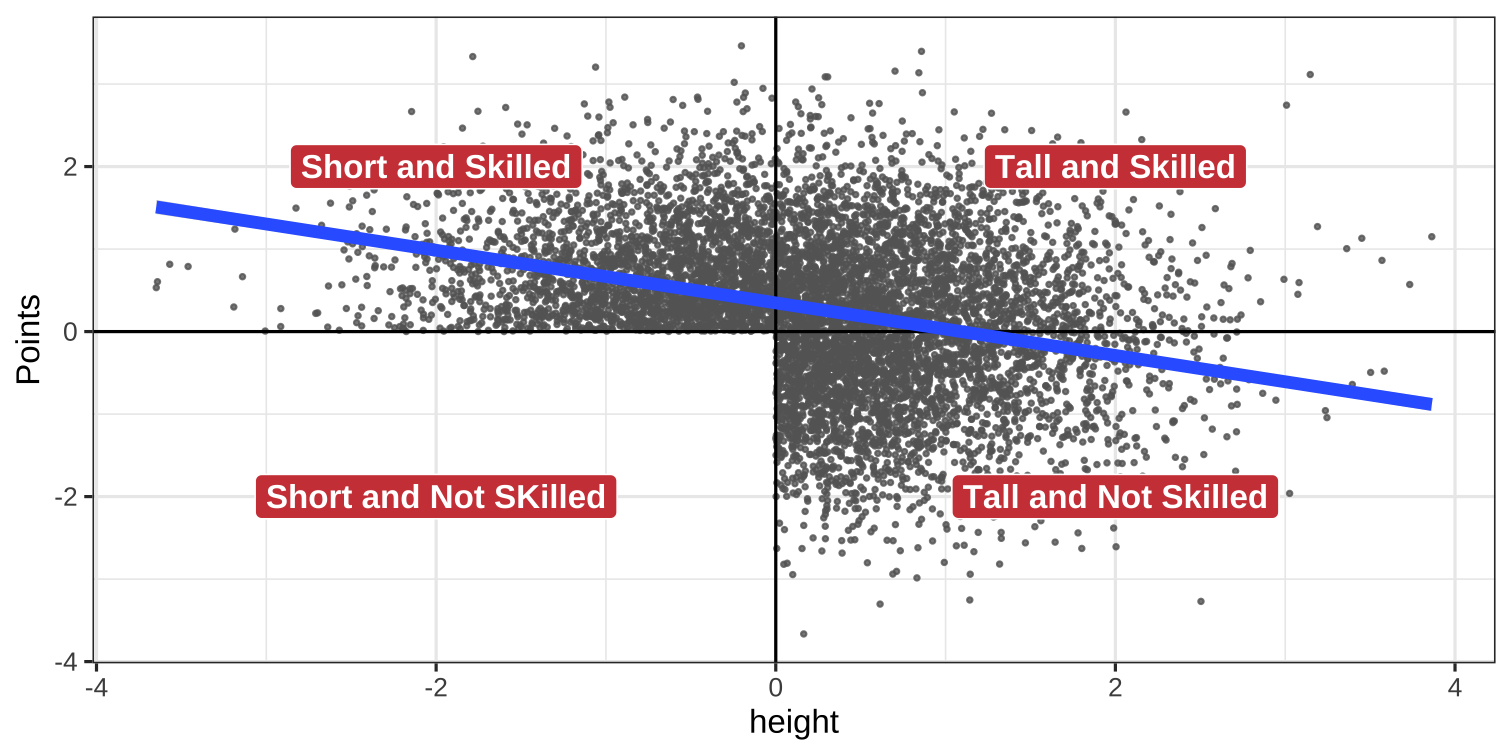 Short and Skilled
Tall and Skilled
Short and Not SKilled
Tall and Not Skilled
Points
2
0
-2
-4
-4
-2
0
2
4
height